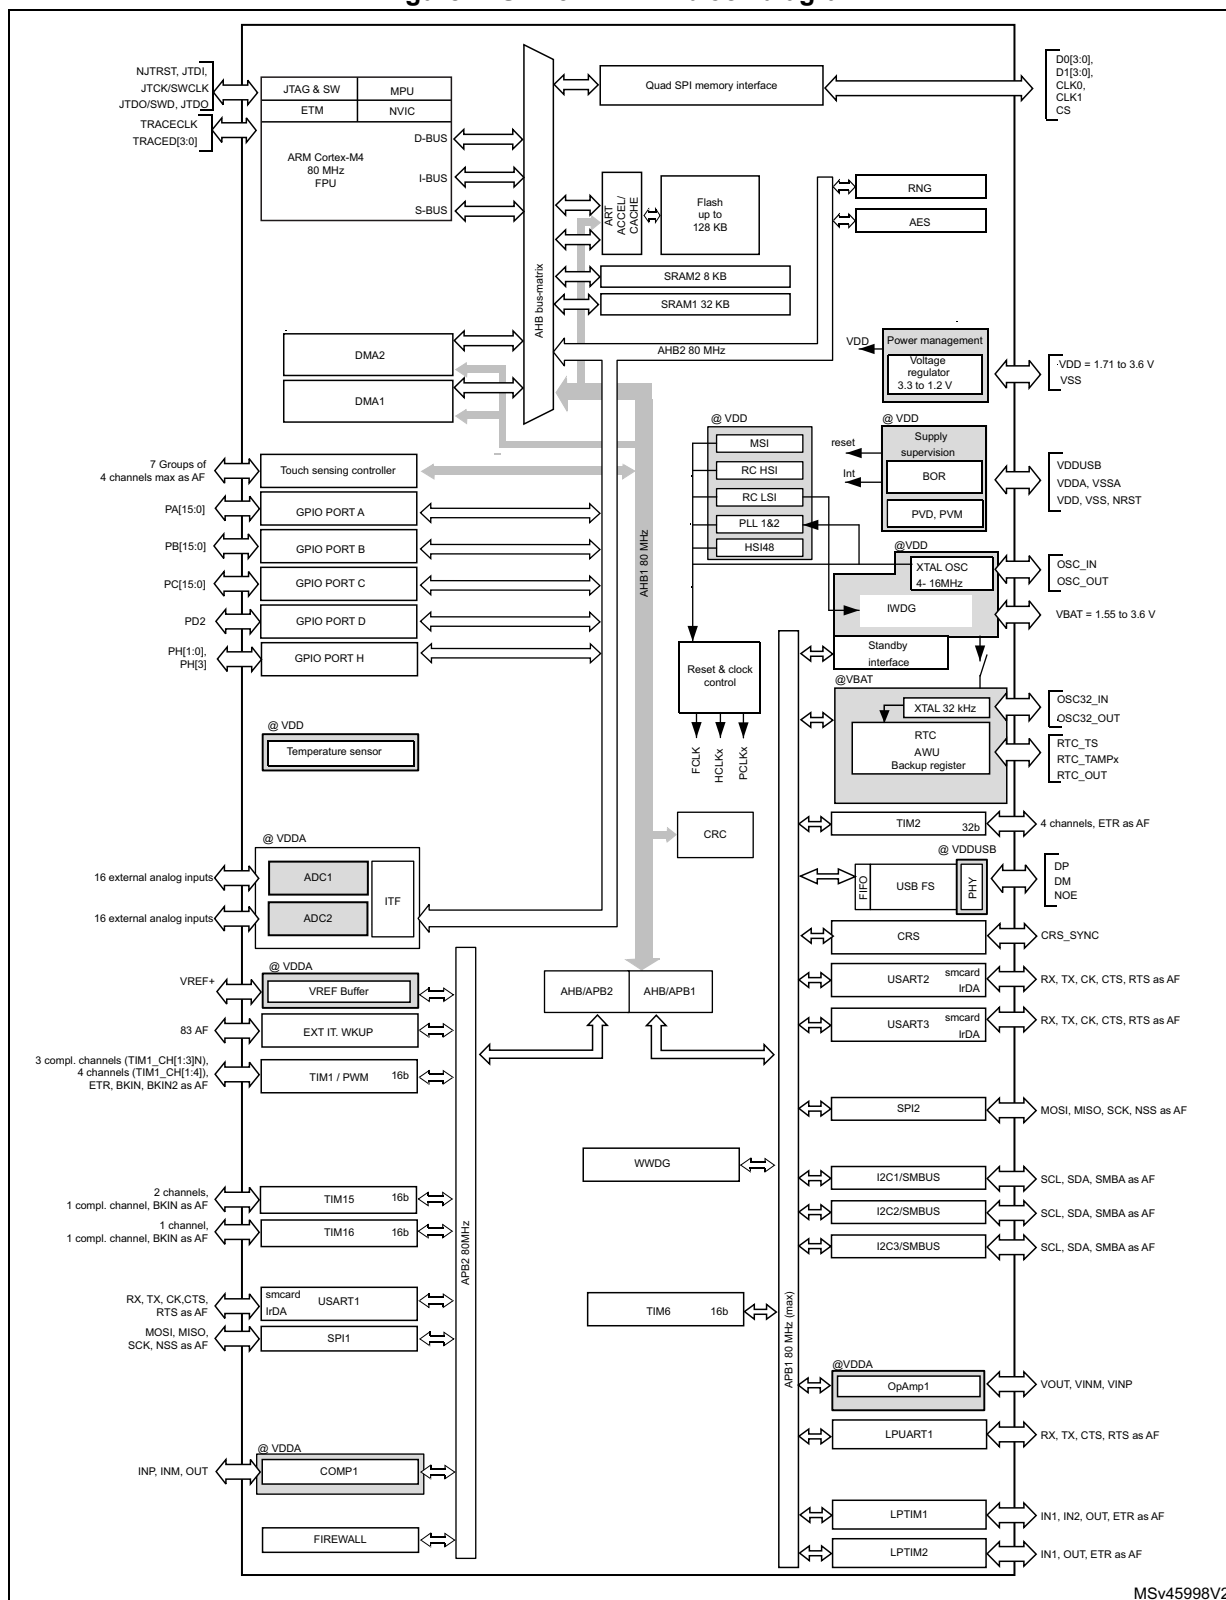 NJTRST, JTDI,
JTCK/SWCLK
JTDO/SWD, JTDO
TRACECLK
TRACED[3:0]
JTAG & SW
MPU
ETM
NVIC
ARM Cortex-M4
80 MHz
FPU
D-BUS
I-BUS
S-BUS
AHB bus-matrix
Quad SPI memory interface
D0[3:0],
D1[3:0],
CLK0,
CLK1
CS
ART
ACCEL/
CACHE
Flash
up to
128 KB
RNG
AES
SRAM2 8 KB
SRAM1 32 KB
AHB2 80 MHz
DMA2
DMA1
VDD
Power management
Voltage
regulator
3.3 to 1.2 V
VDD = 1.71 to 3.6 V
VSS
@ VDD
MSI
RC HSI
RC LSI
PLL 1&2
HSI48
@ VDD
reset
Int
Supply
supervision
BOR
PVD, PVM
VDDUSB
VDDA, VSSA
VDD, VSS, NRST
7 Groups of
4 channels max as AF
Touch sensing controller
PA[15:0]
GPIO PORT A
PB[15:0]
GPIO PORT B
PC[15:0]
GPIO PORT C
PD2
GPIO PORT D
PH[1:0],
PH[3]
GPIO PORT H
AHB1 80 MHz
@VDD
XTAL OSC
4- 16MHz
IWDG
OSC_IN
OSC_OUT
VBAT = 1.55 to 3.6 V
Standby
interface
Reset & clock
control
FCLK
HCLKx
PCLKx
@VBAT
XTAL 32 kHz
RTC
AWU
Backup register
OSC32_IN
OSC32_OUT
RTC_TS
RTC_TAMPx
RTC_OUT
@ VDD
Temperature sensor
CRC
TIM2
32b
4 channels, ETR as AF
@ VDDUSB
FIFO
USB FS
PHY
DP
DM
NOE
@ VDDA
16 external analog inputs
ADC1
ITF
16 external analog inputs
ADC2
CRS
CRS_SYNC
USART2
smcard
IrDA
RX, TX, CK, CTS, RTS as AF
USART3
smcard
IrDA
RX, TX, CK, CTS, RTS as AF
@ VDDA
VREF+
VREF Buffer
83 AF
EXT IT. WKUP
3 compl. channels (TIM1_CH[1:3]N),
4 channels (TIM1_CH[1:4]),
ETR, BKIN, BKIN2 as AF
TIM1 / PWM
16b
AHB/APB2
AHB/APB1
SPI2
MOSI, MISO, SCK, NSS as AF
WWDG
I2C1/SMBUS
SCL, SDA, SMBA as AF
I2C2/SMBUS
SCL, SDA, SMBA as AF
I2C3/SMBUS
SCL, SDA, SMBA as AF
2 channels,
1 compl. channel, BKIN as AF
TIM15
16b
1 channel,
1 compl. channel, BKIN as AF
TIM16
16b
APB2 80MHz
RX, TX, CK,CTS,
RTS as AF
smcard
IrDA
USART1
MOSI, MISO,
SCK, NSS as AF
SPI1
TIM6
16b
APB1 80 MHz (max)
@VDDA
OpAmp1
VOUT, VINM, VINP
LPUART1
RX, TX, CTS, RTS as AF
@ VDDA
INP, INM, OUT
COMP1
FIREWALL
LPTIM1
IN1, IN2, OUT, ETR as AF
LPTIM2
IN1, OUT, ETR as AF
MSv45998V2